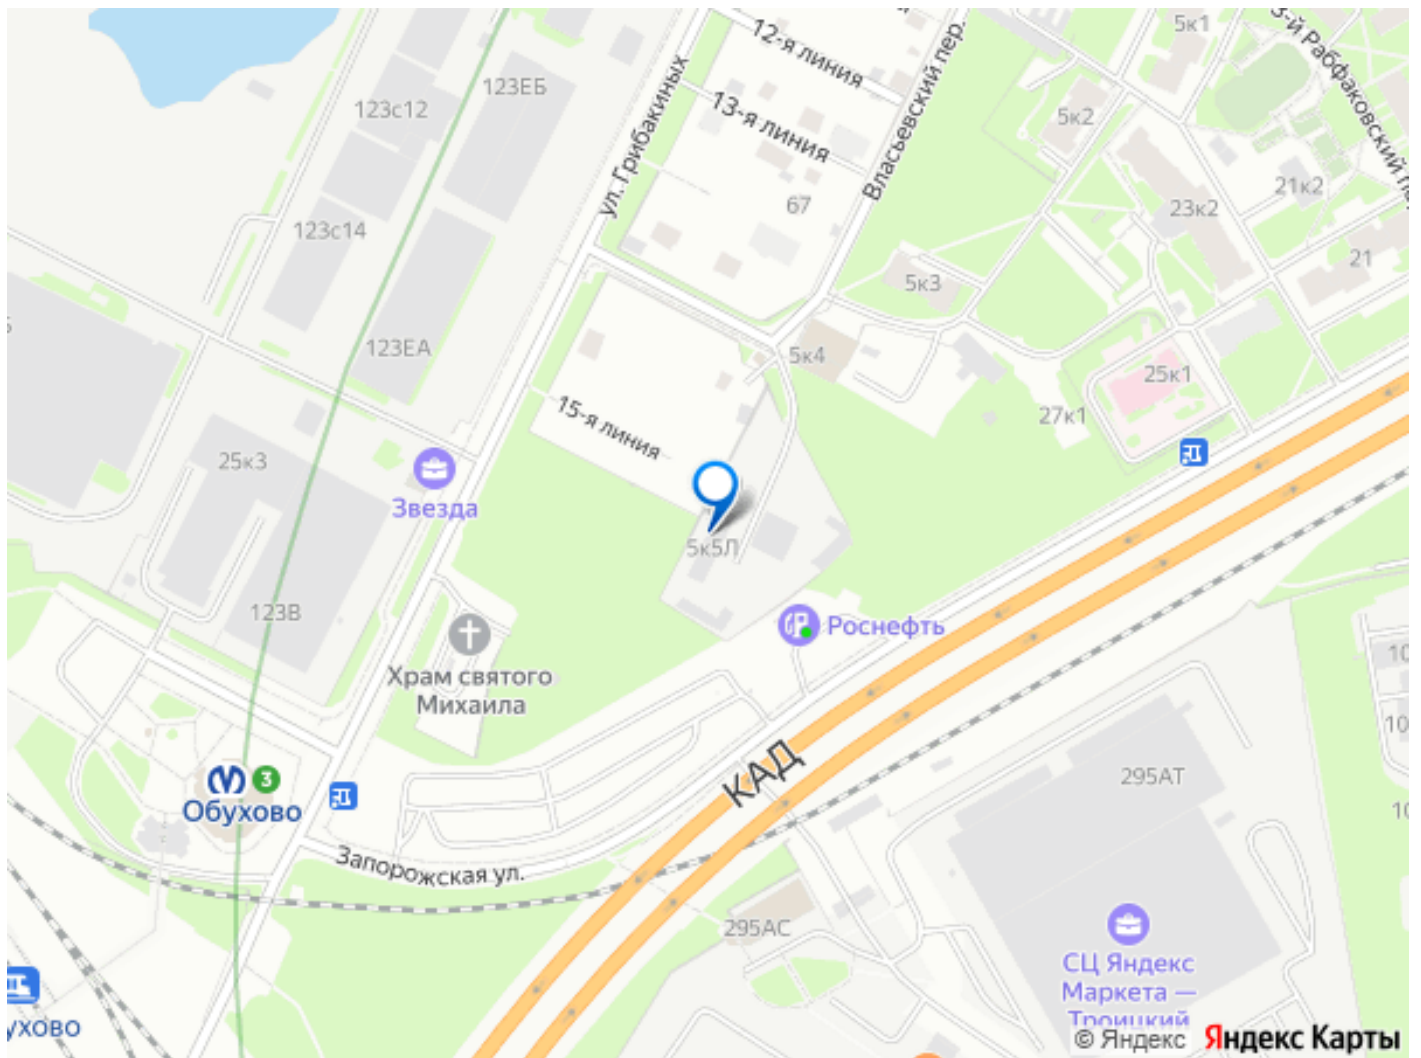 5к1
3-й Рабфаковский
12-я линия
Власьевский пер.
123ЕБ
123с12
ул. Грибакиных
13-я линия
5к2
21к2
67
23к2
123с14
21
5к3
123ЕА
5к4
25к1
15-я линия
27к1
25к3
Звезда
5к5Л
123В
Роснефть
Храм святого
Михаила
КАД
3
Обухово
295АТ
Запорожская ул.
295АС
СЦ Яндекс
Маркета —
Троицкий
© Яндекс Яндекс Карты